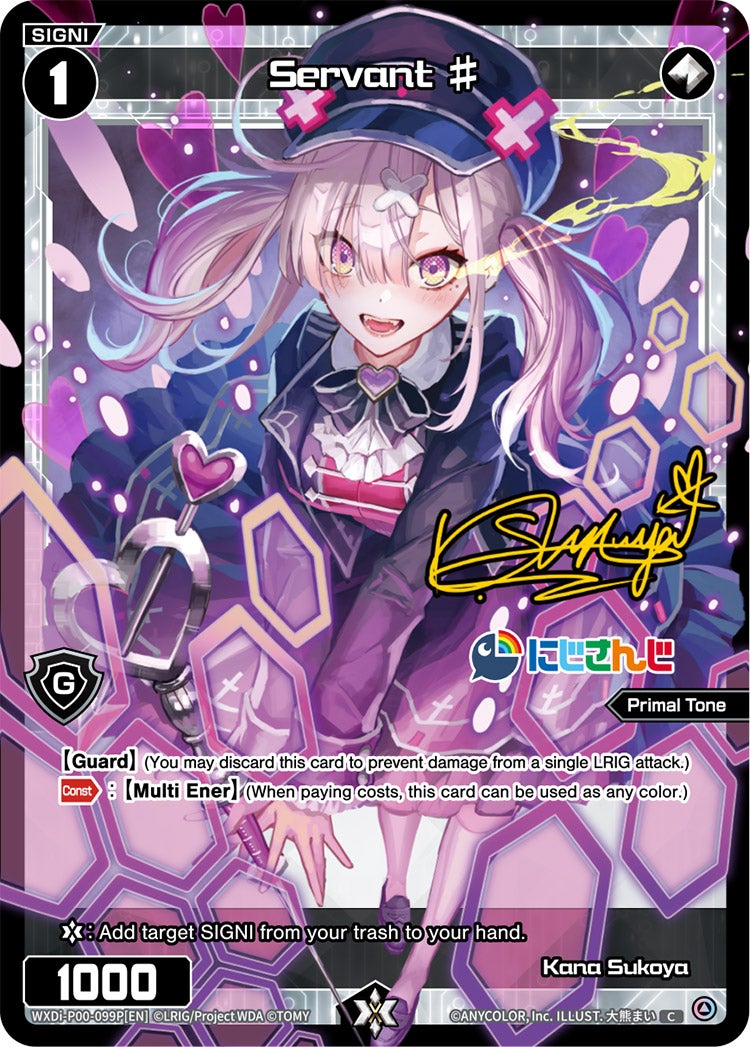 SIGNI
1
Servant #
K. Sukoya
にじさんじ
G
Primal Tone
【Guard】 (You may discard this card to prevent damage from a single LRIG attack.)
Const : 【Multi Ener】 (When paying costs, this card can be used as any color.)
: Add target SIGNI from your trash to your hand.
Kana Sukoya
1000
WXDi-P00-099P[EN] ©LRIG/Project WDA ©TOMY
©ANYCOLOR, Inc. ILLUST. 大熊まい C